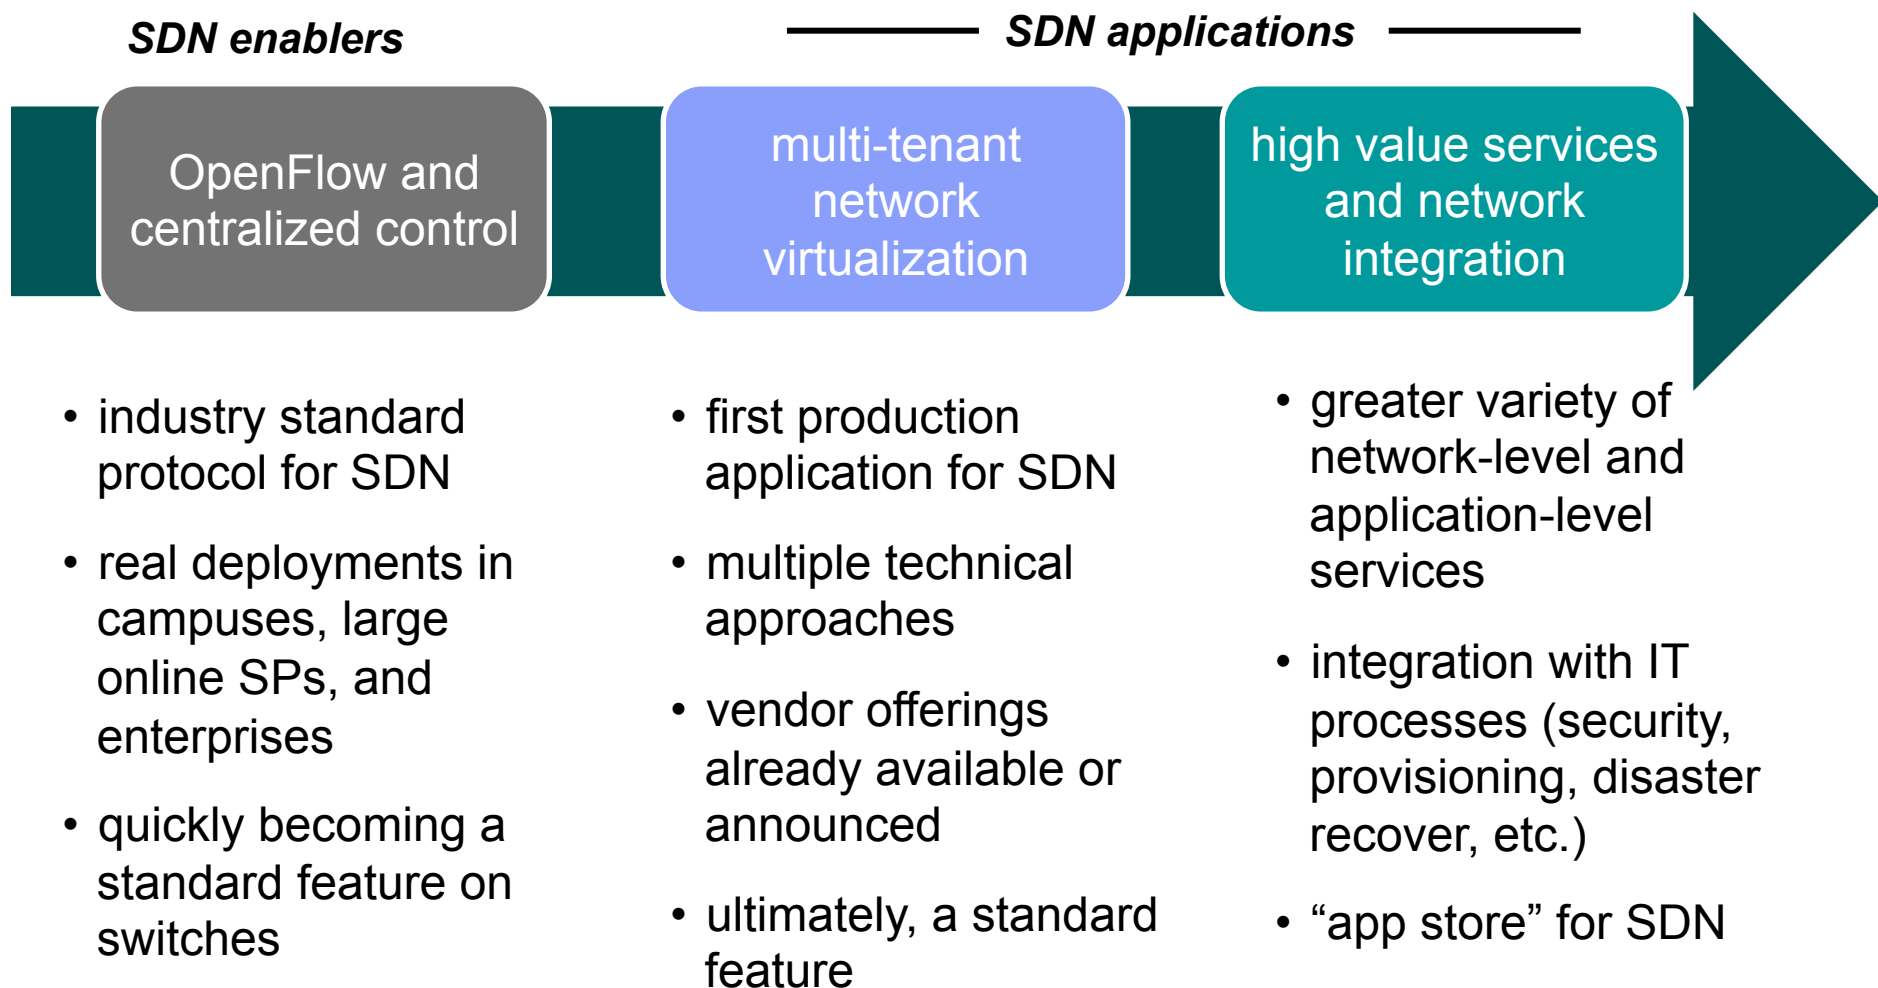 SDN enablers
SDN applications
OpenFlow and
centralized control
multi-tenant
network
virtualization
high value services
and network
integration
• industry standard
protocol for SDN
• real deployments in
campuses, large
online SPs, and
enterprises
• quickly becoming a
standard feature on
switches
• first production
application for SDN
• multiple technical
approaches
• vendor offerings
already available or
announced
• ultimately, a standard
feature
• greater variety of
network-level and
application-level
services
• integration with IT
processes (security,
provisioning, disaster
recover, etc.)
• “app store” for SDN